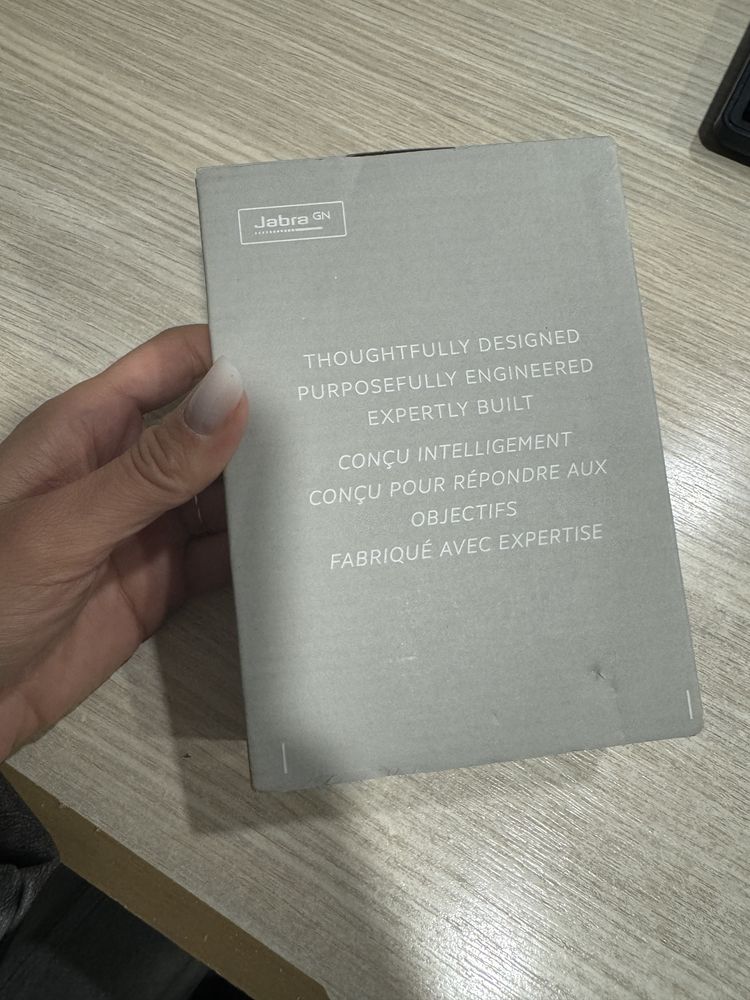 Jabra GN
THOUGHTFULLY DESIGNED
PURPOSEFULLY ENGINEERED
EXPERTLY BUILT
CONÇU INTELLIGEMENT
CONÇU POUR RÉPONDRE AUX
OBJECTIFS
FABRIQUÉ AVEC EXPERTISE